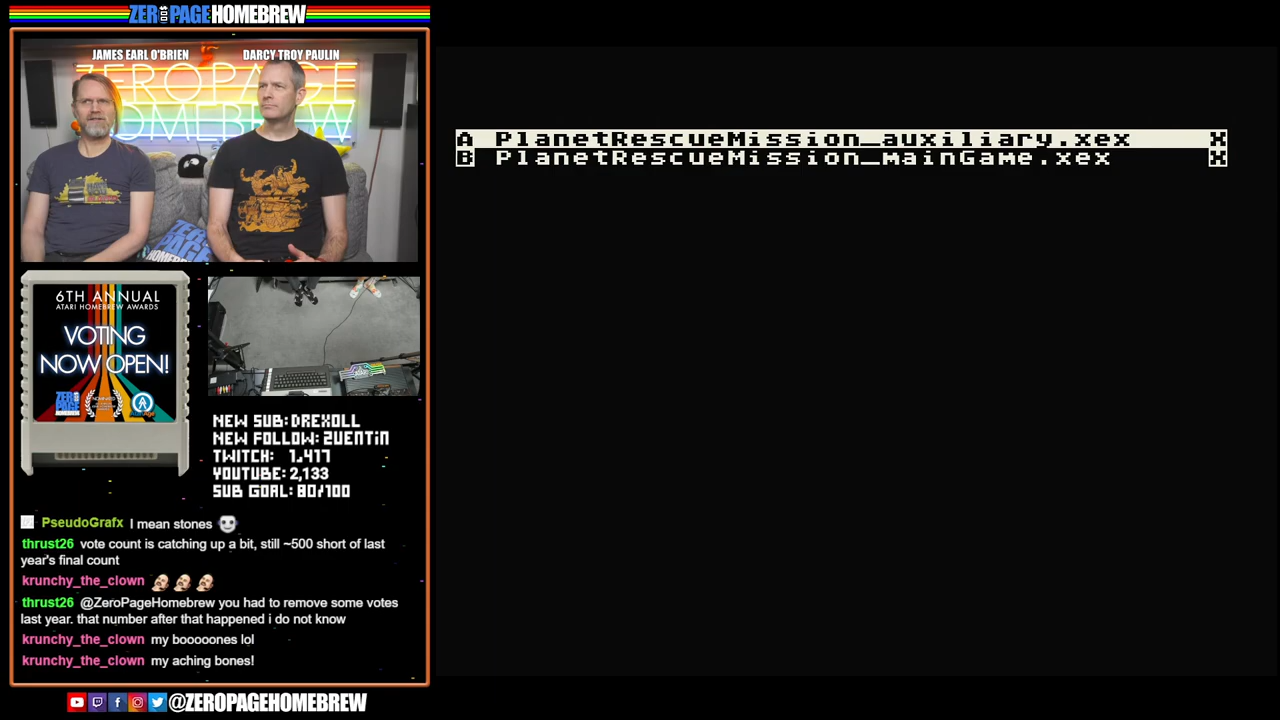 ZEROPAGE HOMEBREW
JAMES EARL O'BRIEN
DARCY TROY PAULIN
ZEROPAGE
HOMEBREW
6TH ANNUAL
ATARI HOMEBREW AWARDS
VOTING
NOW OPEN!
NEW SUB: DREXOLL
NEW FOLLOW: ZUENTIN
TWITCH: 1,417
YOUTUBE: 2,133
SUB GOAL: 80/100
PseudoGrafx I mean stones
thrust26 vote count is catching up a bit, still ~500 short of last
year's final count
krunchy_the_clown
thrust26 @ZeroPageHomebrew you had to remove some votes
last year. that number after that happened i do not know
krunchy_the_clown my booooones lol
krunchy_the_clown my aching bones!
@ZEROPAGEHOMEBREW
A PlanetRescueMission_auxiliary.xex X
B PlanetRescueMission_mainGame.xex X